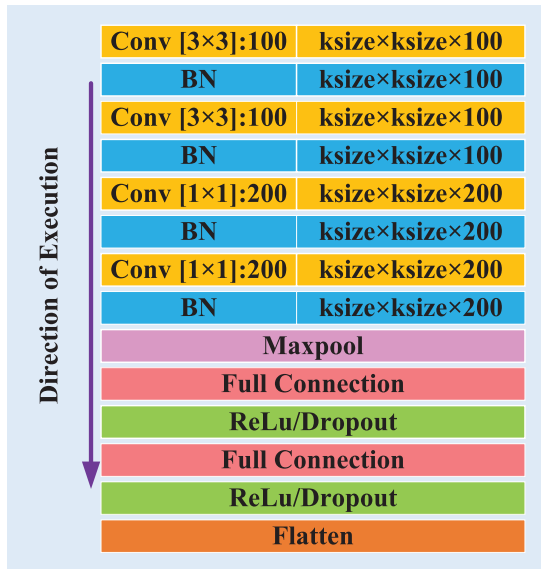 Direction of Execution
Conv [3×3]:100 ksize×ksize×100
BN ksize×ksize×100
Conv [3×3]:100 ksize×ksize×100
BN ksize×ksize×100
Conv [1×1]:200 ksize×ksize×200
BN ksize×ksize×200
Conv [1×1]:200 ksize×ksize×200
BN ksize×ksize×200
Maxpool
Full Connection
ReLu/Dropout
Full Connection
ReLu/Dropout
Flatten